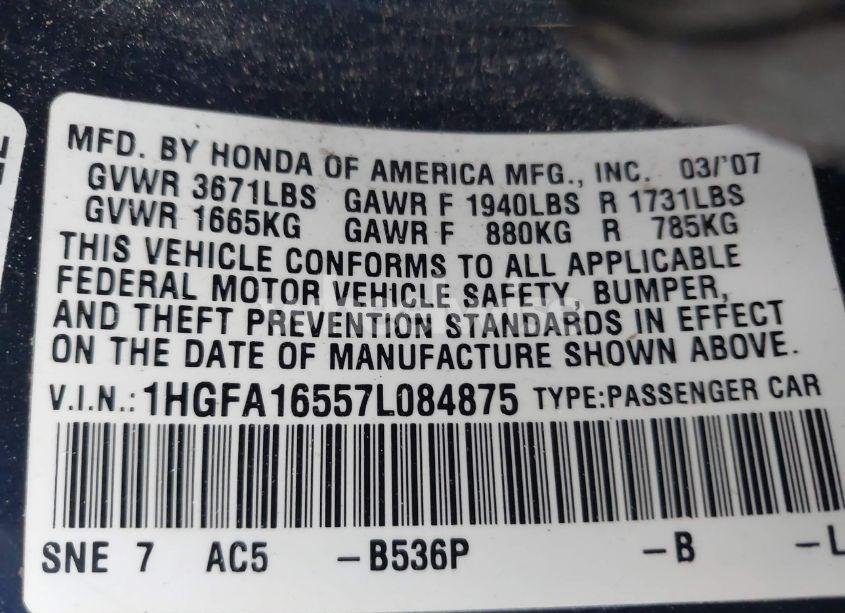 MFD. BY HONDA OF AMERICA MFG., INC. 03/'07
GVWR 3671LBS GAWR F 1940LBS R 1731LBS
GVWR 1665KG GAWR F 880KG R 785KG
THIS VEHICLE CONFORMS TO ALL APPLICABLE
FEDERAL MOTOR VEHICLE SAFETY, BUMPER,
AND THEFT PREVENTION STANDARDS IN EFFECT
ON THE DATE OF MANUFACTURE SHOWN ABOVE.
V.I.N.: 1HGFA16557L084875 TYPE:PASSENGER CAR
SNE 7 AC5 -B536P -B -L